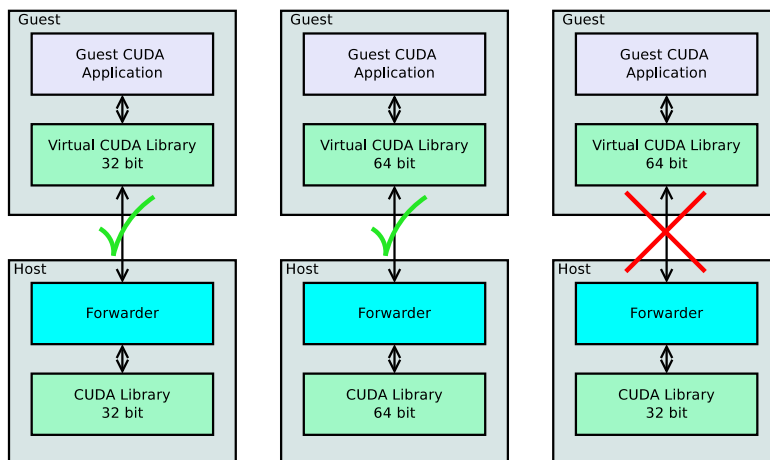 Guest
Guest CUDA
Application
Virtual CUDA Library
32 bit
Host
Forwarder
CUDA Library
32 bit
Guest
Guest CUDA
Application
Virtual CUDA Library
64 bit
Host
Forwarder
CUDA Library
64 bit
Guest
Guest CUDA
Application
Virtual CUDA Library
64 bit
Host
Forwarder
CUDA Library
32 bit